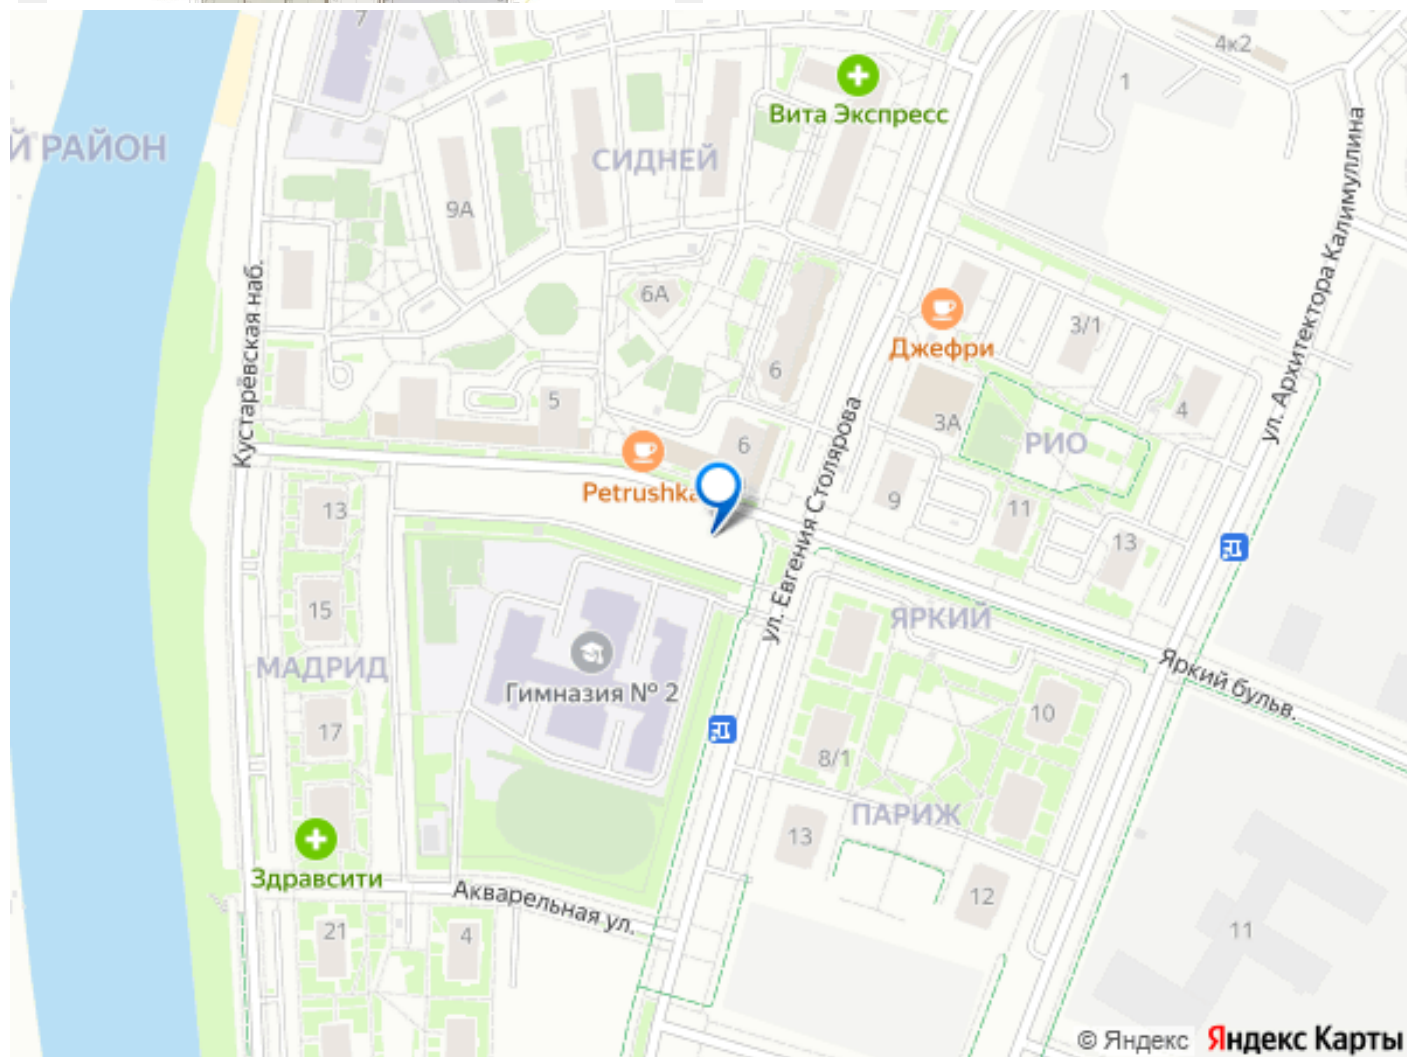 7
4к2
1
Вита Экспресс
Й РАЙОН
СИДНЕЙ
ул. Архитектора Калимуллина
9А
Кустарёвская наб.
6А
Джефри
3/1
6
5
3А
4
РИО
6
Petrushka
ул. Евгения Столярова
9
11
13
13
15
ЯРКИЙ
МАДРИД
Гимназия № 2
Яркий бульв.
17
10
8/1
ПАРИЖ
13
Здравсити
Акварельная ул.
12
21
4
11
© Яндекс Яндекс Карты